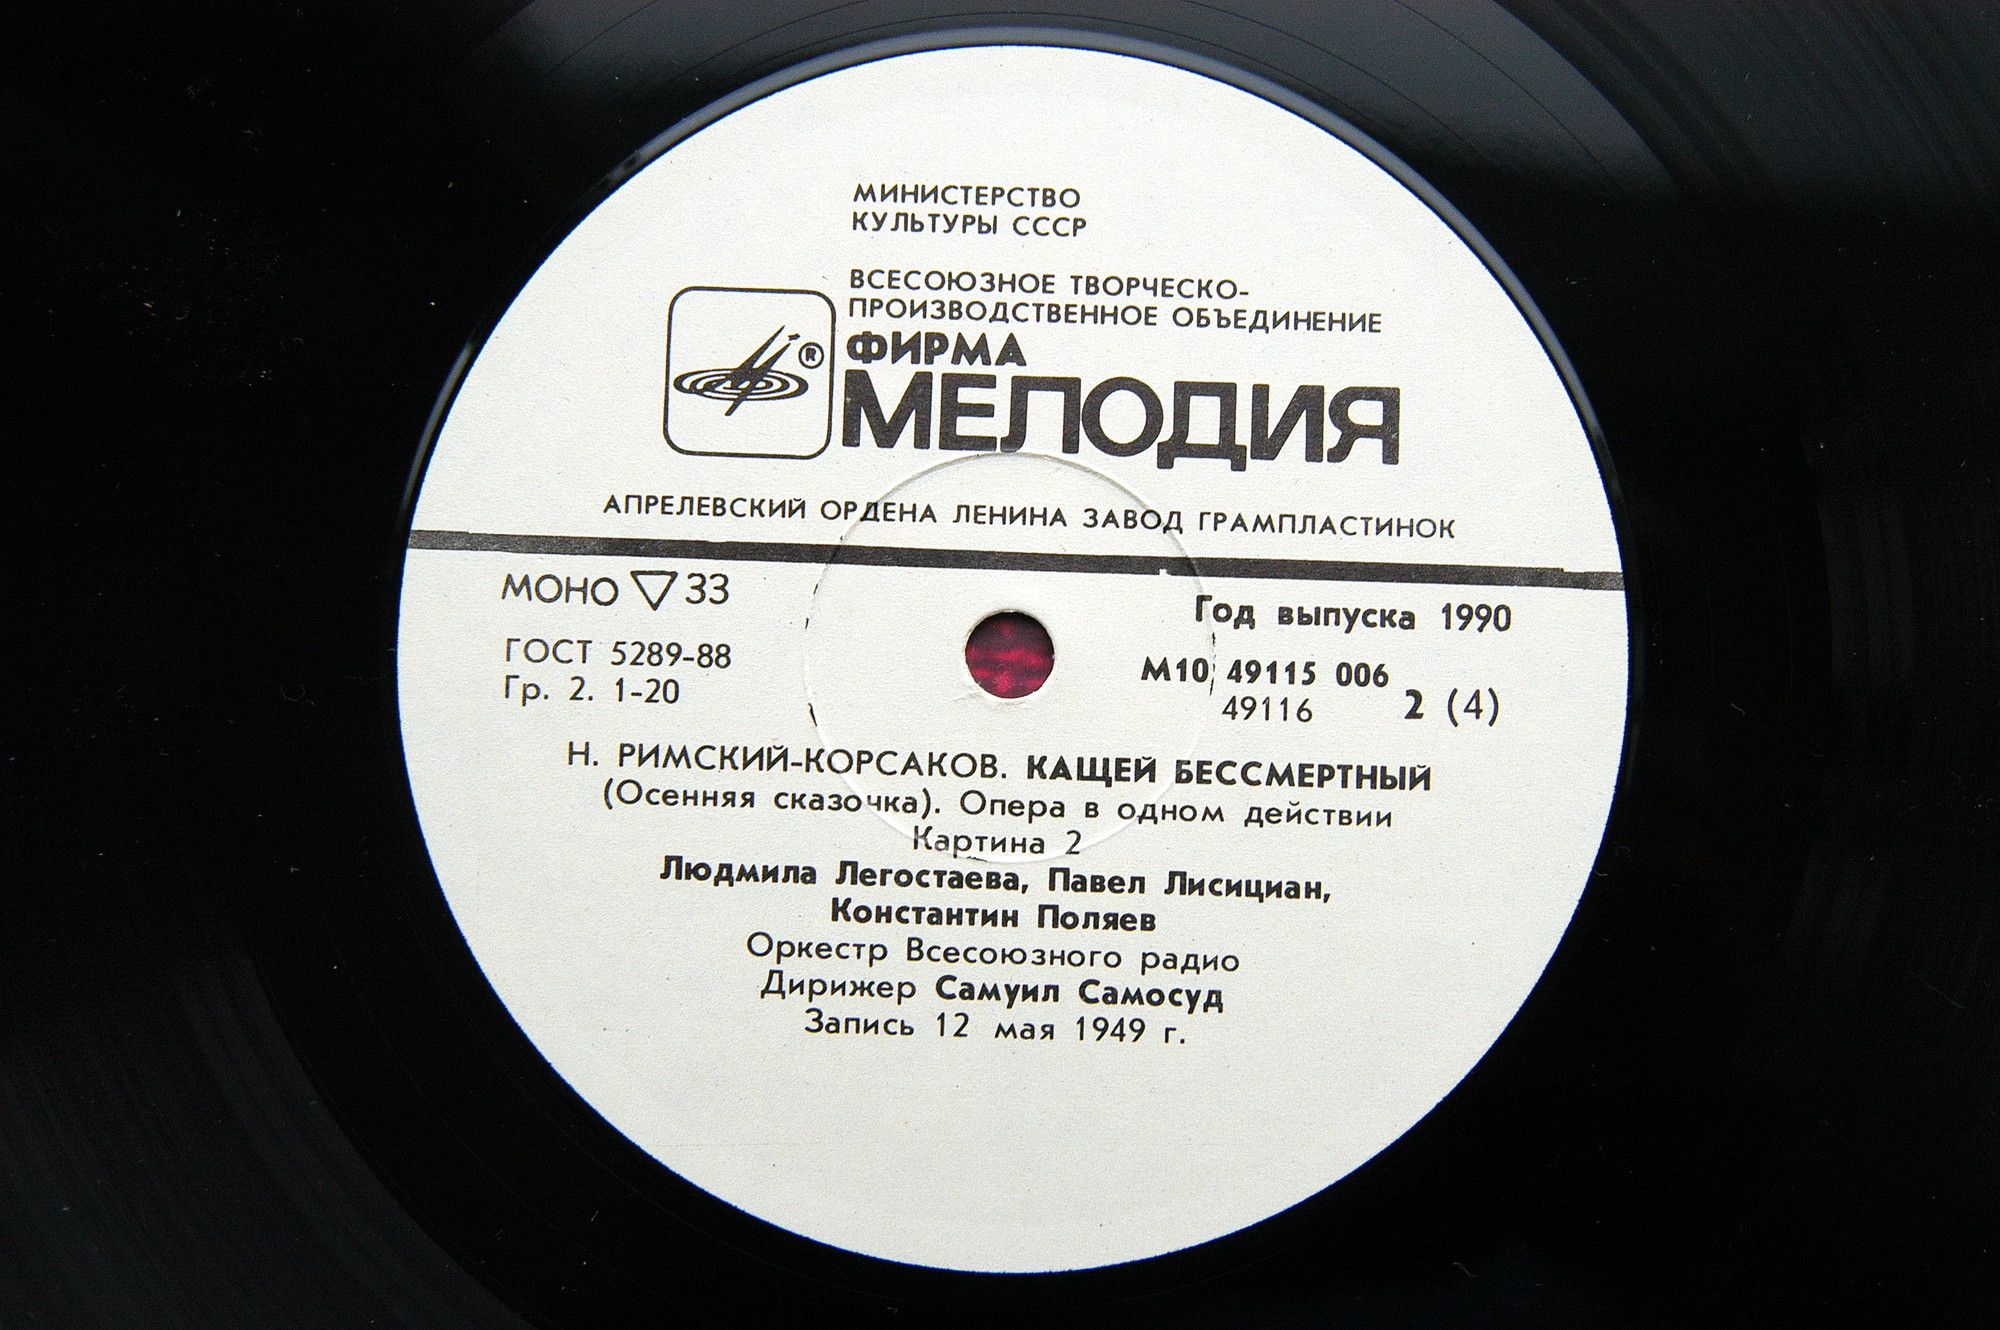 МИНИСТЕРСТВО
КУЛЬТУРЫ СССР
ВСЕСОЮЗНОЕ ТВОРЧЕСКО-
ПРОИЗВОДСТВЕННОЕ ОБЪЕДИНЕНИЕ
ФИРМА
®
МЕЛОДИЯ
АПРЕЛЕВСКИЙ ОРДЕНА ЛЕНИНА ЗАВОД ГРАМПЛАСТИНОК
МОНО ▽ 33
Год выпуска 1990
ГОСТ 5289-88
Гр. 2. 1-20
М10 49115 006
49116
2 (4)
Н. РИМСКИЙ-КОРСАКОВ. КАЩЕЙ БЕССМЕРТНЫЙ
(Осенняя сказочка). Опера в одном действии
Картина 2
Людмила Легостаева, Павел Лисициан,
Константин Поляев
Оркестр Всесоюзного радио
Дирижер Самуил Самосуд
Запись 12 мая 1949 г.